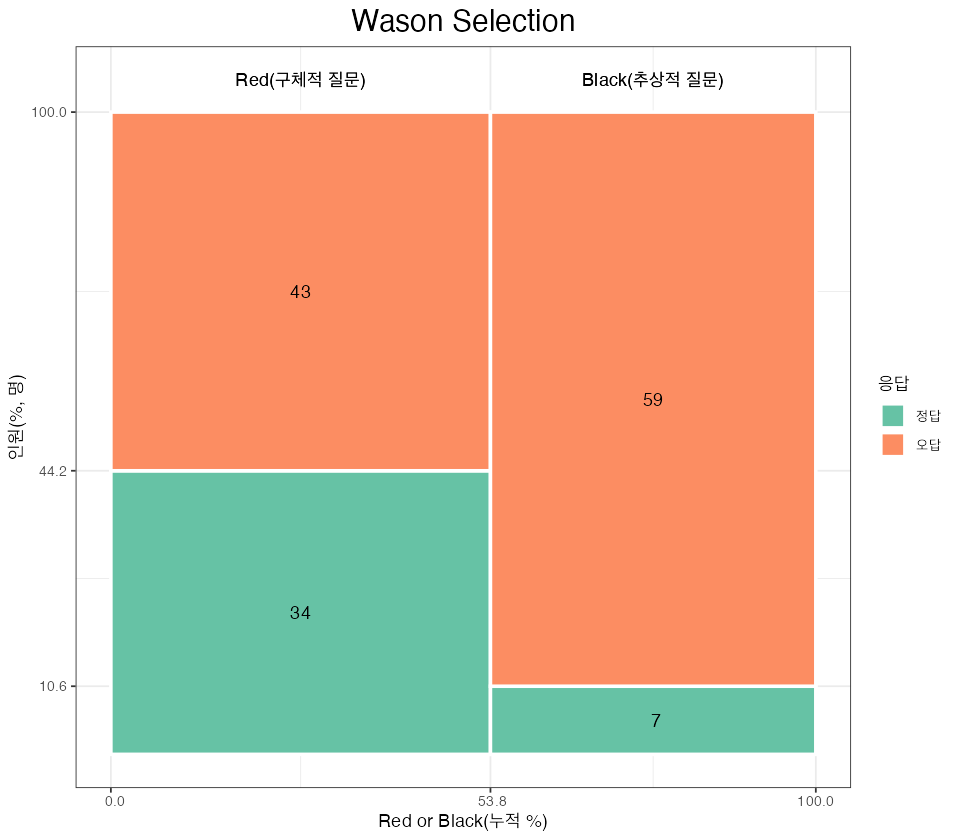 Wason Selection
Red(구체적 질문)
Black(추상적 질문)
100.0
43
59
인원(%, 명)
44.2
34
10.6
7
0.0
53.8
100.0
Red or Black(누적 %)
응답
정답
오답